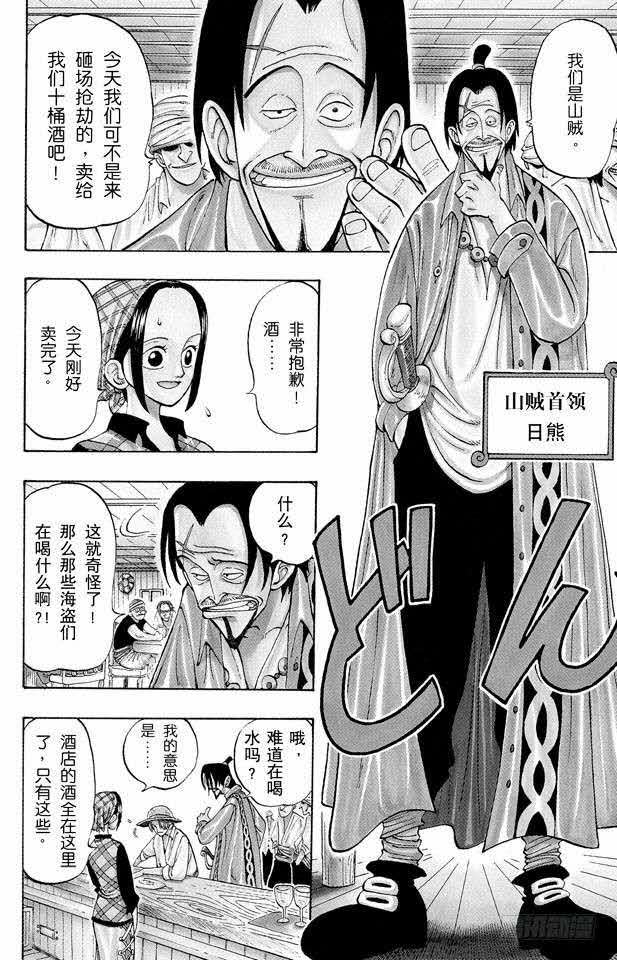 我们是山贼。
今天我们可不是来
砸场抢劫的，卖给
我们十桶酒吧！
山贼首领
日熊
どどん
非常抱歉！
酒……
今天刚好
卖完了。
什么？
这就奇怪了！
那么那些海盗们
在喝什么啊?!
哦，
难道在喝
水吗？
我的意思
是……
酒店的酒全在这里
了，只有这些。